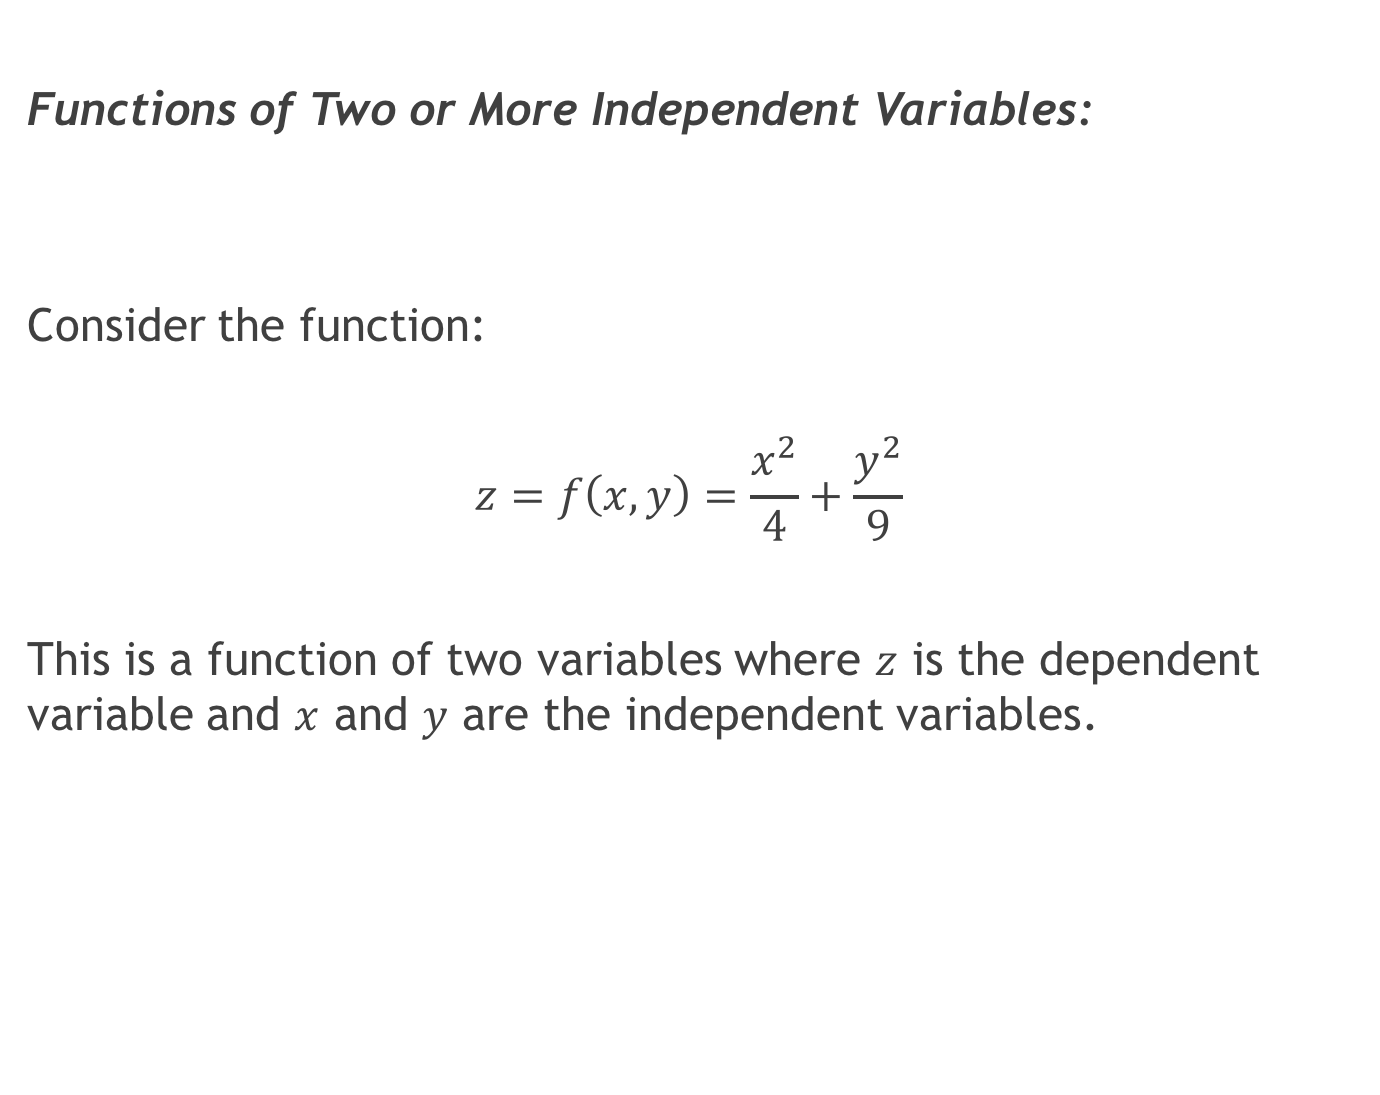 Functions of Two or More Independent Variables:
Consider the function:
z = f(x, y) = x²/4 + y²/9
This is a function of two variables where z is the dependent
variable and x and y are the independent variables.